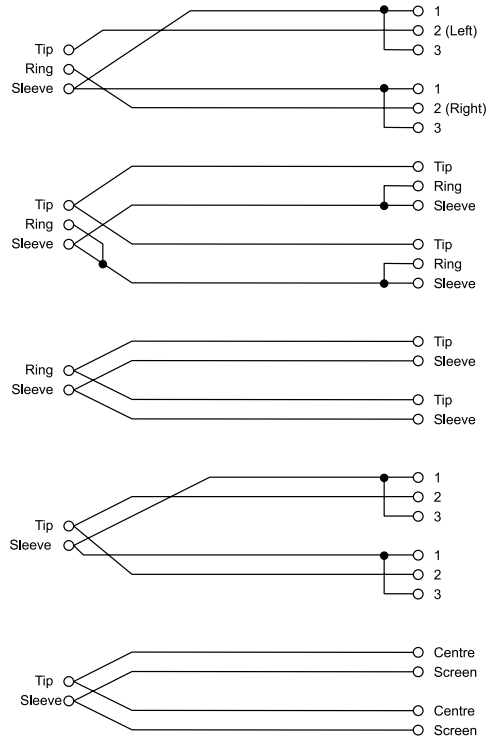 1
Tip
2 (Left)
Ring
3
Sleeve
1
2 (Right)
3
Tip
Ring
Sleeve
Tip
Ring
Sleeve
Tip
Ring
Sleeve
Ring
Sleeve
Tip
Sleeve
Tip
Sleeve
Tip
Sleeve
1
2
3
1
2
3
Tip
Sleeve
Centre
Screen
Centre
Screen